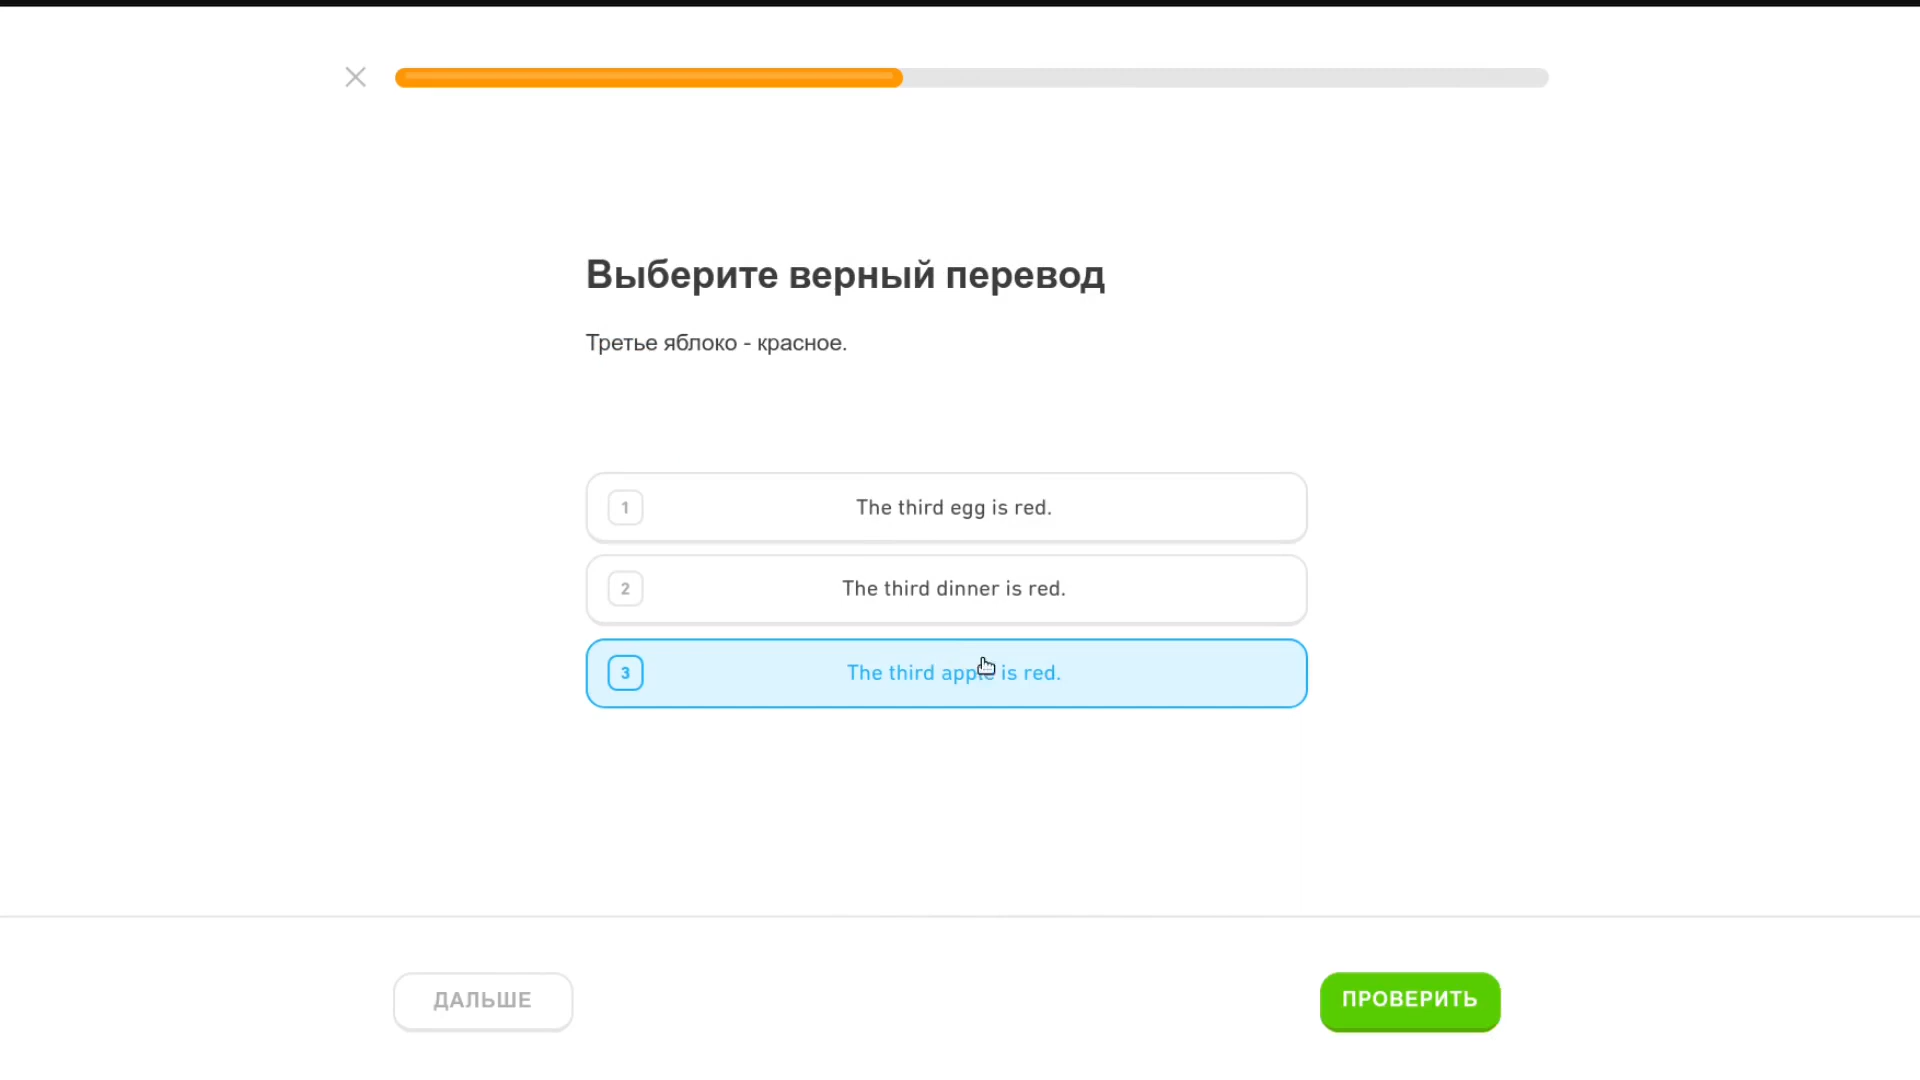 Выберите верный перевод
Третье яблоко - красное.
1 The third egg is red.
2 The third dinner is red.
3 The third apple is red.
ДАЛЬШЕ
ПРОВЕРИТЬ